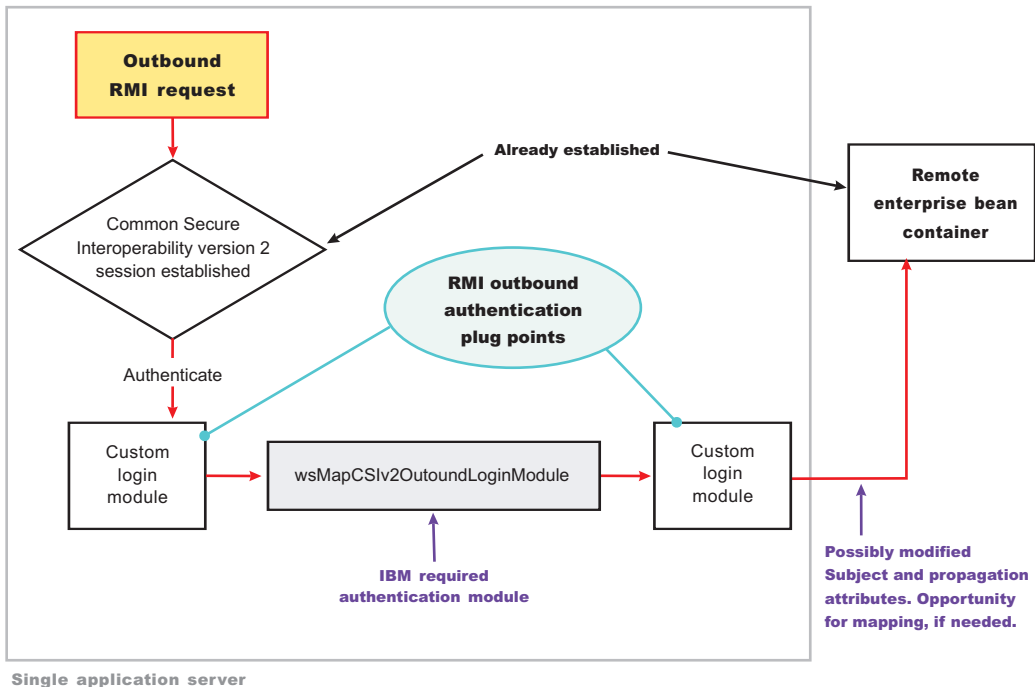 Outbound
RMI request
Already established
Remote
enterprise bean
container
Common Secure
Interoperability version 2
session established
RMI outbound
authentication
plug points
Authenticate
Custom
login
module
wsMapCSIv2OutoundLoginModule
Custom
login
module
IBM required
authentication module
Possibly modified
Subject and propagation
attributes. Opportunity
for mapping, if needed.
Single application server